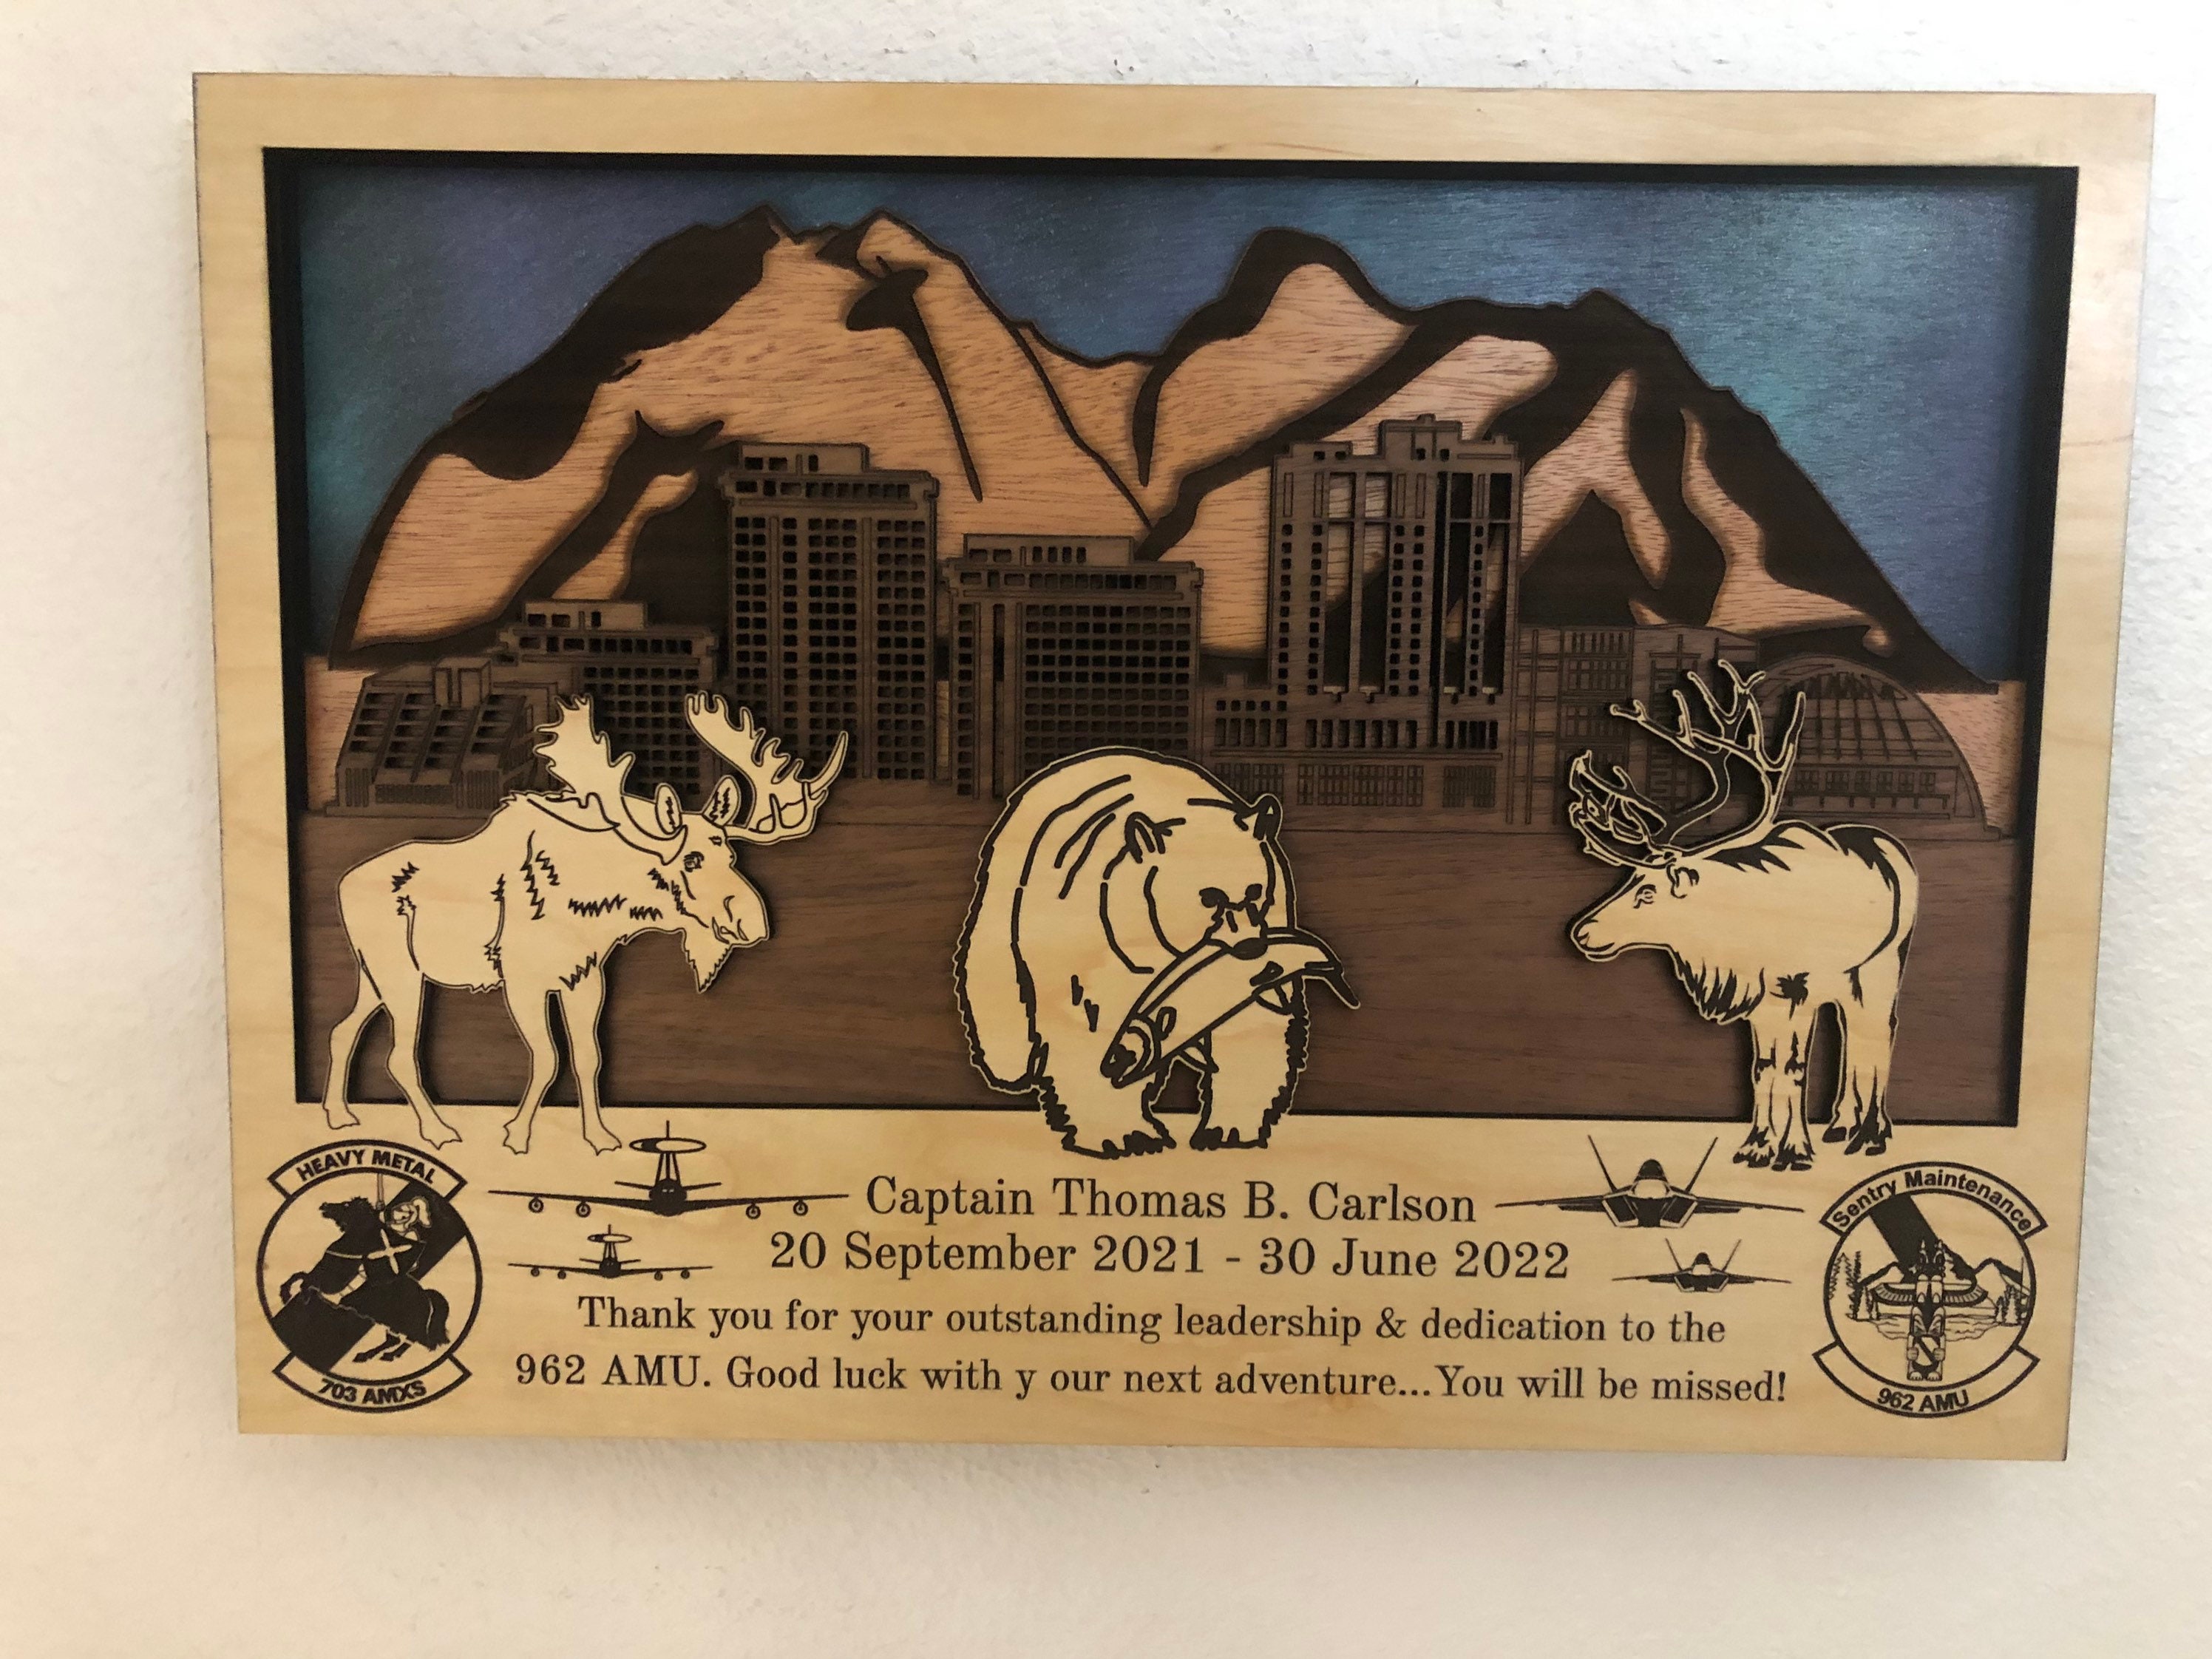 HEAVY METAL
703 AMXS
Captain Thomas B. Carlson
20 September 2021 - 30 June 2022
Thank you for your outstanding leadership & dedication to the
962 AMU. Good luck with y our next adventure...You will be missed!
Sentry Maintenance
962 AMU